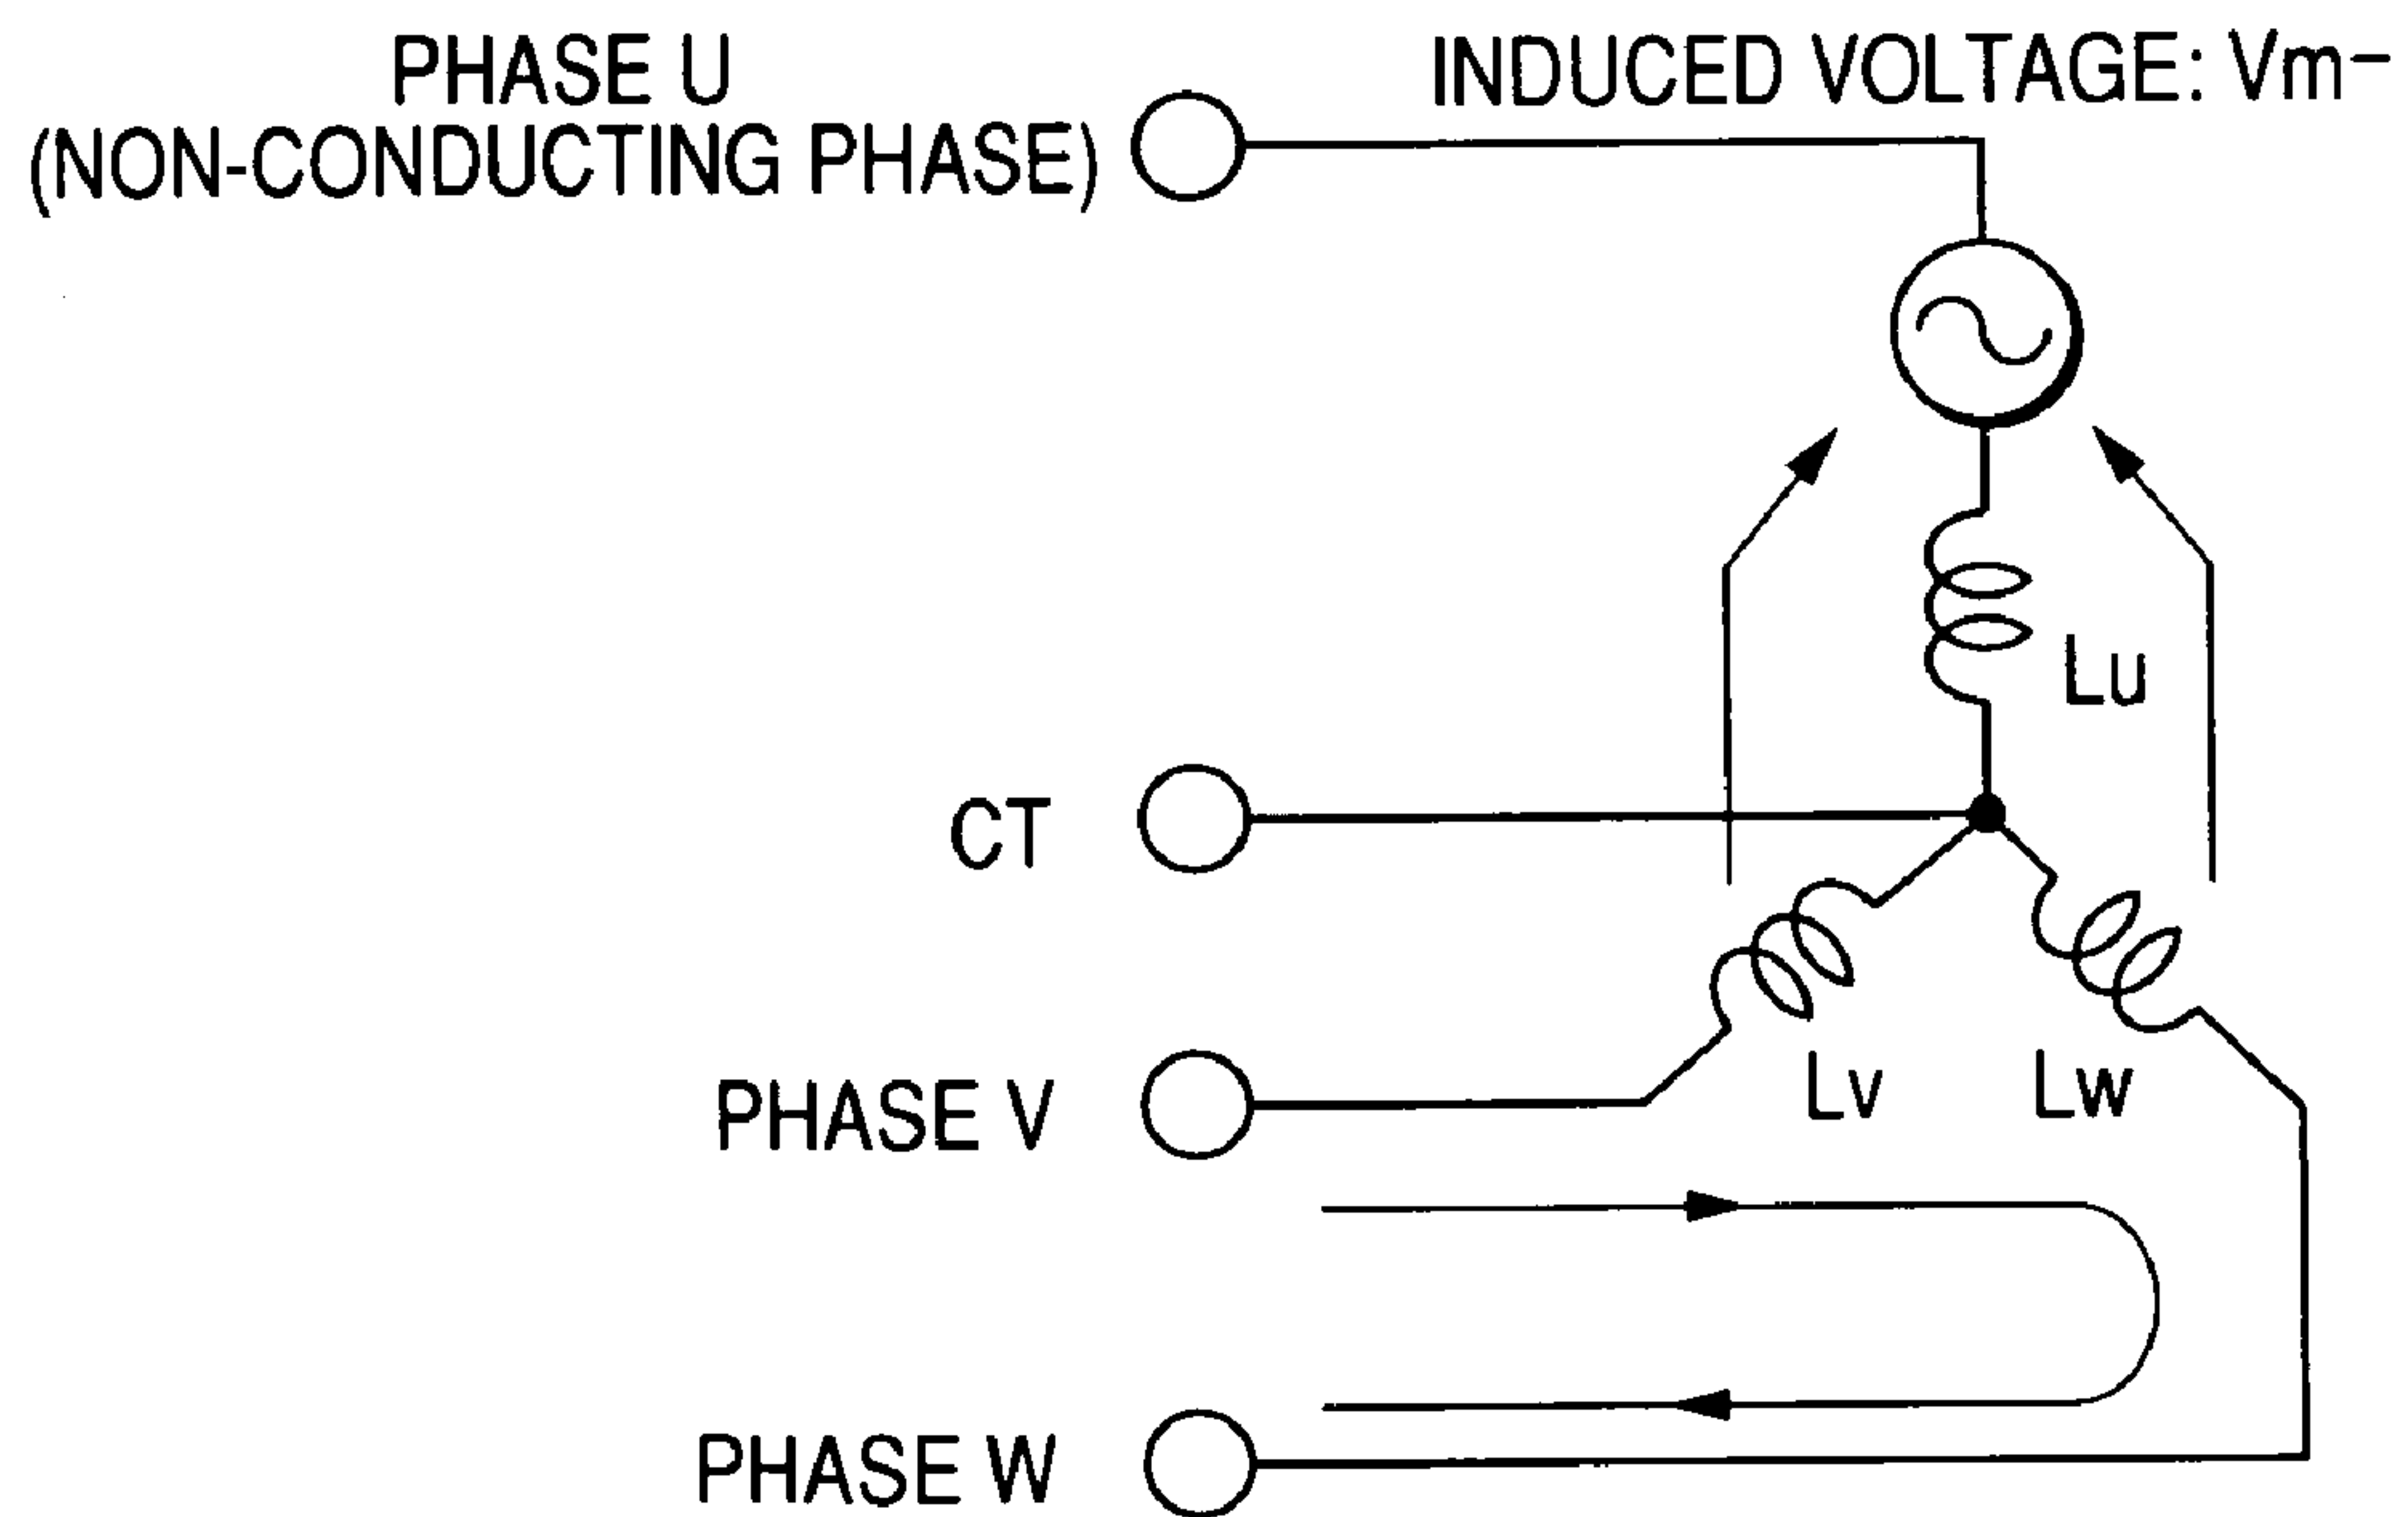 PHASE U
(NON-CONDUCTING PHASE)
INDUCED VOLTAGE: Vm−
Lu
CT
PHASE V
Lv
Lw
PHASE W